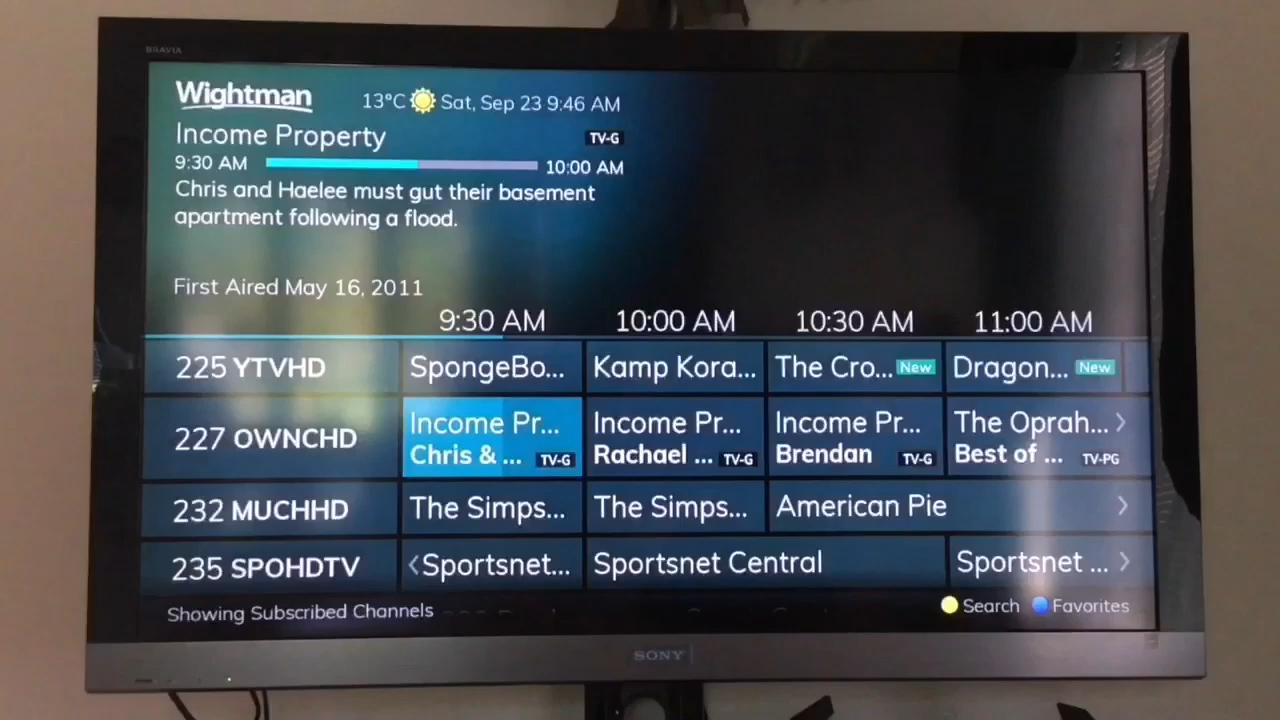 BRAVIA
Wightman
13°C Sat, Sep 23 9:46 AM
Income Property TV-G
9:30 AM 10:00 AM
Chris and Haelee must gut their basement
apartment following a flood.
First Aired May 16, 2011
9:30 AM 10:00 AM 10:30 AM 11:00 AM
225 YTVHD SpongeBo... Kamp Kora... The Cro... New Dragon... New
227 OWNCHD Income Pr... Income Pr... Income Pr... The Oprah...
Chris & ... TV-G Rachael ... TV-G Brendan TV-G Best of ... TV-PG
232 MUCHHD The Simps... The Simps... American Pie
235 SPOHDTV Sportsnet... Sportsnet Central Sportsnet ...
Showing Subscribed Channels Search Favorites
SONY